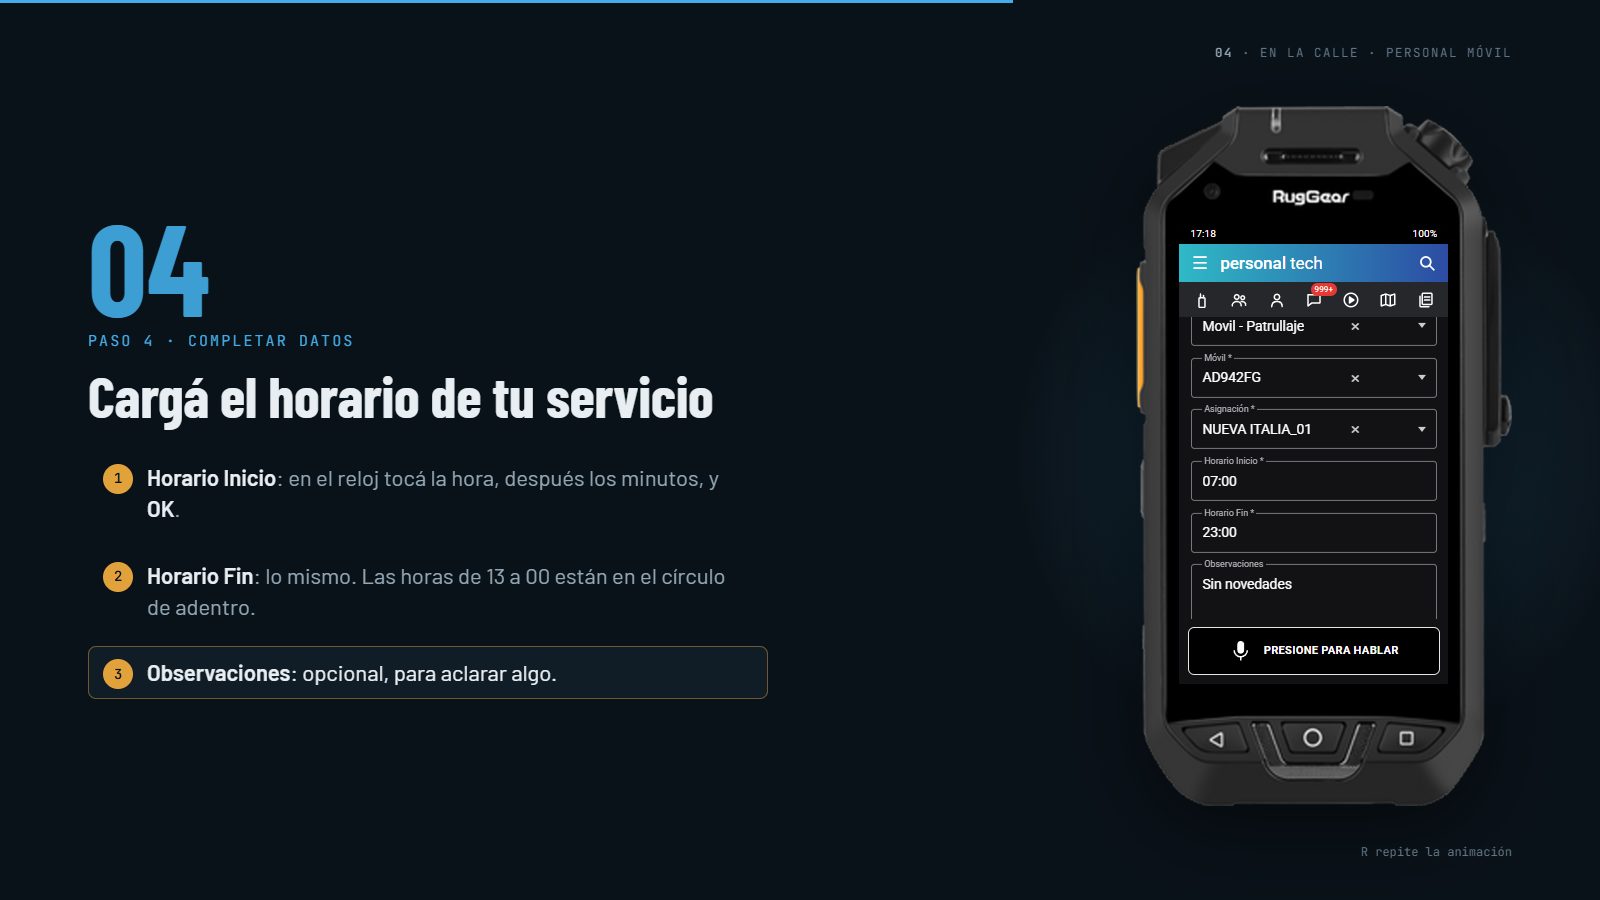 04 · EN LA CALLE · PERSONAL MÓVIL
04
PASO 4 · COMPLETAR DATOS
Cargá el horario de tu servicio
1 Horario Inicio: en el reloj tocá la hora, después los minutos, y
OK.
2 Horario Fin: lo mismo. Las horas de 13 a 00 están en el círculo
de adentro.
3 Observaciones: opcional, para aclarar algo.
RugGear
17:18 100%
personal tech
999+
Movil - Patrullaje
Móvil *
AD942FG
Asignación *
NUEVA ITALIA_01
Horario Inicio *
07:00
Horario Fin *
23:00
Observaciones
Sin novedades
PRESIONE PARA HABLAR
R repite la animación